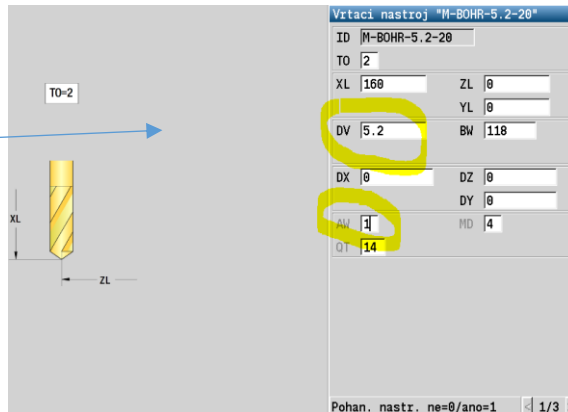 Vrtaci nastroj "M-BOHR-5.2-20"
ID M-BOHR-5.2-20
TO 2
XL 160 ZL 0
YL 0
DV 5.2 BW 118
DX 0 DZ 0
DY 0
AW 1 MD 4
QT 14
Pohan. nastr. ne=0/ano=1 < 1/3
TO=2
XL
ZL